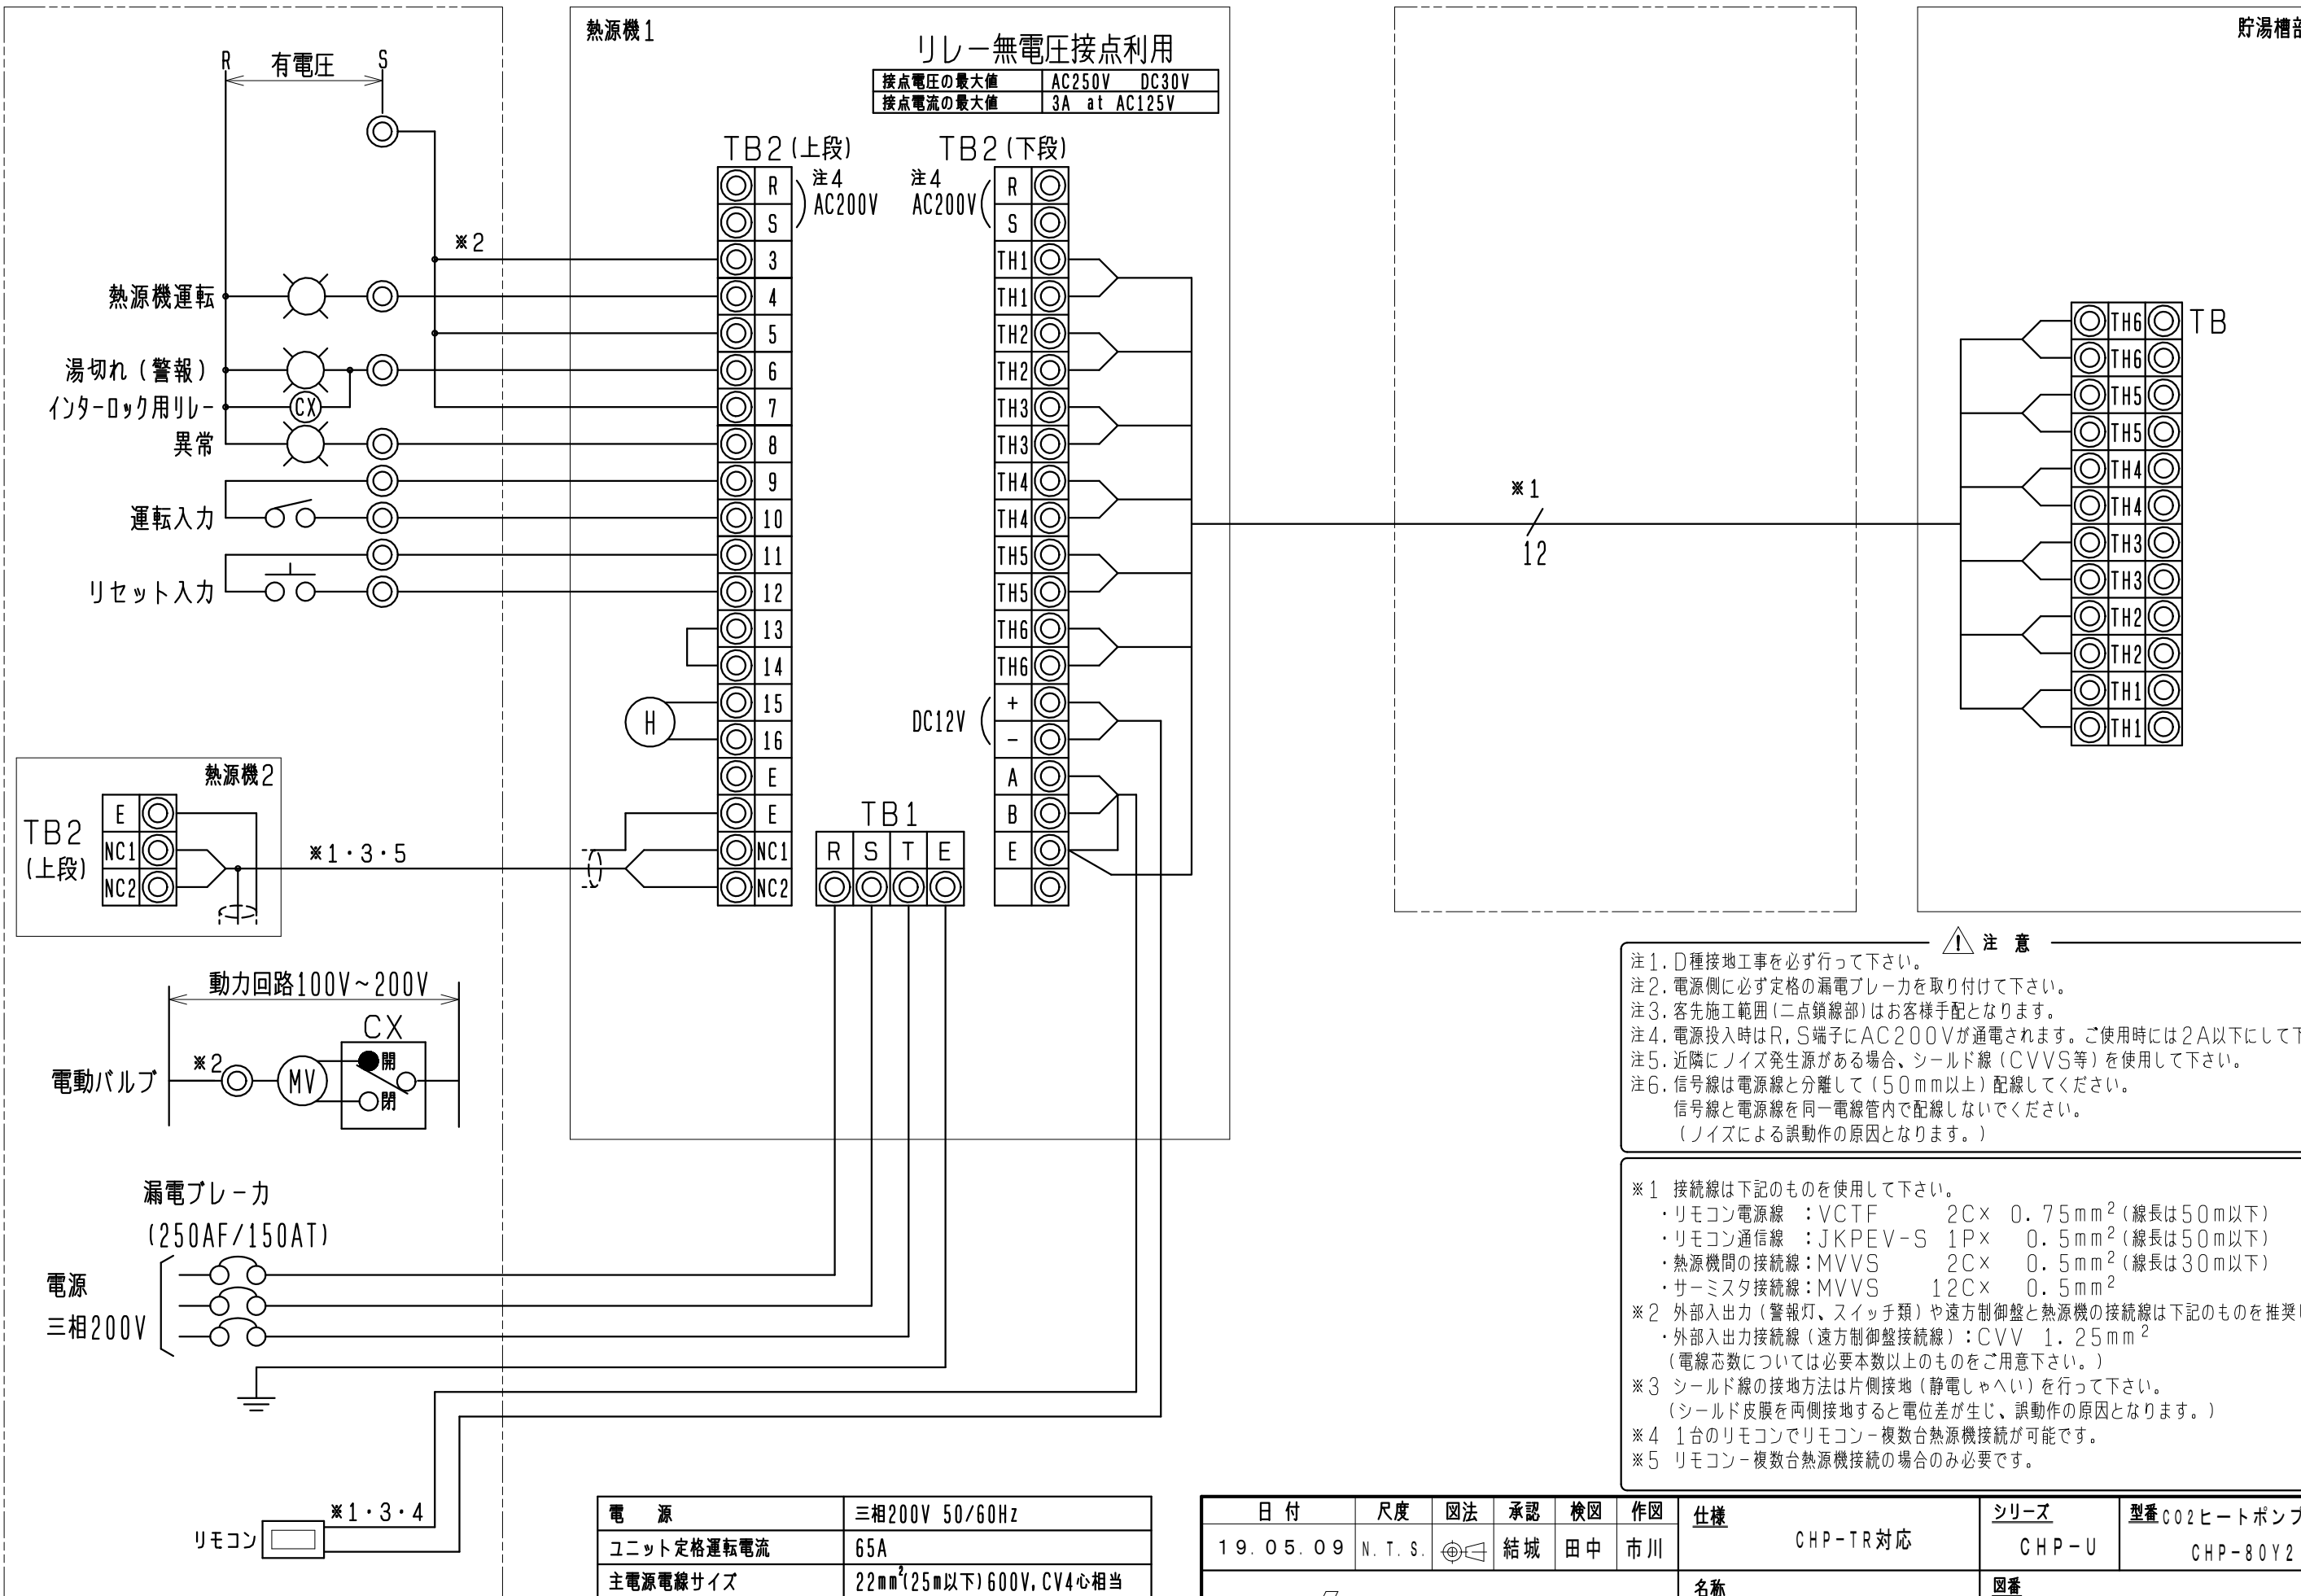 熱源機1
貯湯槽部
リレー無電圧接点利用
接点電圧の最大値 AC250V DC30V
接点電流の最大値 3A at AC125V
R 有電圧 S
※2
熱源機運転
湯切れ(警報)
インターロック用リレー
CX
異常
運転入力
リセット入力
TB2(上段)
注4
AC200V
R
S
3
4
5
6
7
8
9
10
11
12
13
14
15
16
E
E
NC1
NC2
H
TB2(下段)
注4
AC200V
R
S
TH1
TH1
TH2
TH2
TH3
TH3
TH4
TH4
TH5
TH5
TH6
TH6
DC12V
+
-
A
B
E
TB1
R S T E
※1
12
TB
TH6
TH6
TH5
TH5
TH4
TH4
TH3
TH3
TH2
TH2
TH1
TH1
熱源機2
TB2
(上段)
E
NC1
NC2
※1・3・5
動力回路100V~200V
CX
電動バルブ
※2
MV
開
閉
漏電ブレーカ
(250AF/150AT)
電源
三相200V
リモコン
※1・3・4
注 意
注1. D種接地工事を必ず行って下さい。
注2. 電源側に必ず定格の漏電ブレーカを取り付けて下さい。
注3. 客先施工範囲(二点鎖線部)はお客様手配となります。
注4. 電源投入時はR,S端子にAC200Vが通電されます。ご使用時には2A以下にして下
注5. 近隣にノイズ発生源がある場合、シールド線(CVVS等)を使用して下さい。
注6. 信号線は電源線と分離して(50mm以上)配線してください。
信号線と電源線を同一電線管内で配線しないでください。
(ノイズによる誤動作の原因となります。)
※1 接続線は下記のものを使用して下さい。
・リモコン電源線 :VCTF 2C× 0.75mm²(線長は50m以下)
・リモコン通信線 :JKPEV-S 1P× 0.5mm²(線長は50m以下)
・熱源機間の接続線:MVVS 2C× 0.5mm²(線長は30m以下)
・サーミスタ接続線:MVVS 12C× 0.5mm²
※2 外部入出力(警報灯、スイッチ類)や遠方制御盤と熱源機の接続線は下記のものを推奨
・外部入出力接続線(遠方制御盤接続線):CVV 1.25mm²
(電線芯数については必要本数以上のものをご用意下さい。)
※3 シールド線の接地方法は片側接地(静電しゃへい)を行って下さい。
(シールド皮膜を両側接地すると電位差が生じ、誤動作の原因となります。)
※4 1台のリモコンでリモコン-複数台熱源機接続が可能です。
※5 リモコン-複数台熱源機接続の場合のみ必要です。
電 源 三相200V 50/60Hz
ユニット定格運転電流 65A
主電源電線サイズ 22mm²(25m以下)600V,CV4心相当
日 付 尺度 図法 承認 検図 作図
19.05.09 N.T.S. 結城 田中 市川
仕様
CHP-TR対応
シリーズ
CHP-U
型番 CO2ヒートポンプ
CHP-80Y2
名称
図番